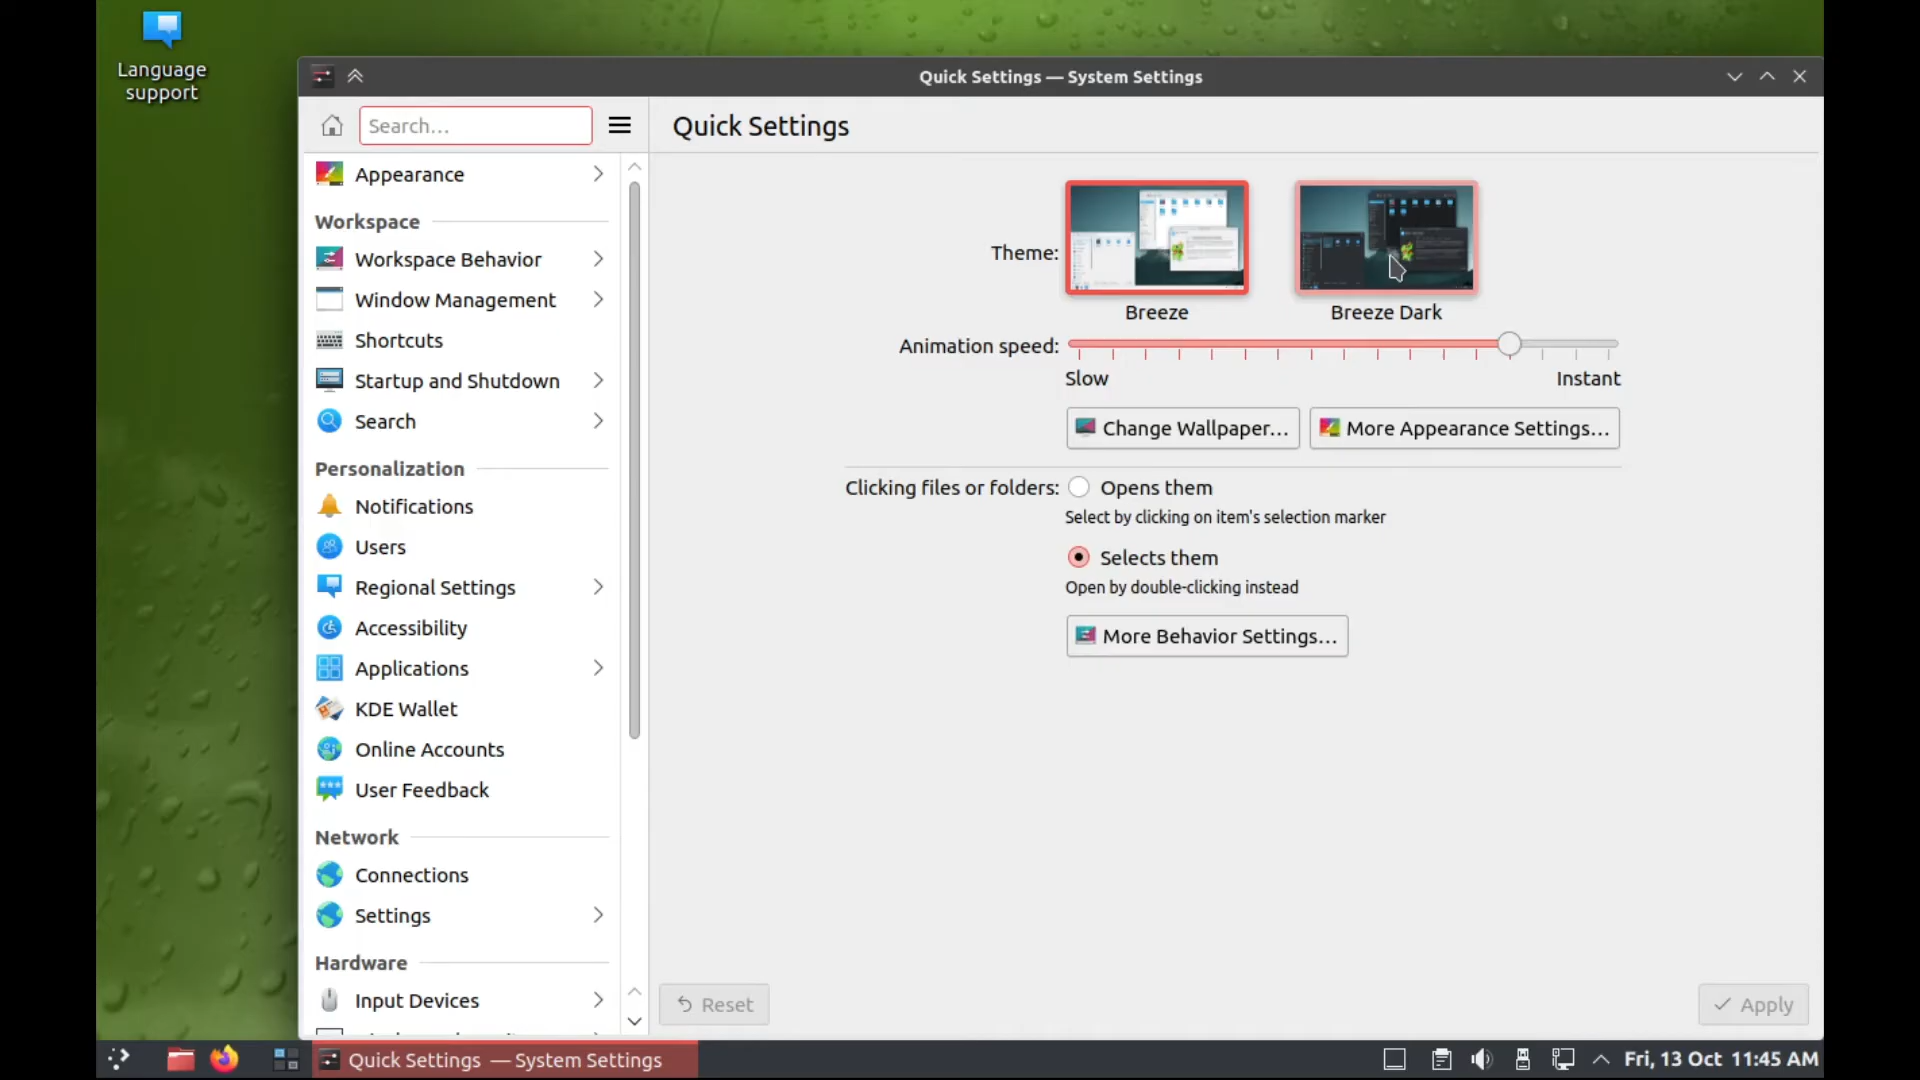 Language
support
Quick Settings — System Settings
Search...
Quick Settings
Appearance
Workspace
Workspace Behavior
Window Management
Shortcuts
Startup and Shutdown
Search
Personalization
Notifications
Users
Regional Settings
Accessibility
Applications
KDE Wallet
Online Accounts
User Feedback
Network
Connections
Settings
Hardware
Input Devices
Theme:
Breeze
Breeze Dark
Animation speed:
Slow
Instant
Change Wallpaper...
More Appearance Settings...
Clicking files or folders:
Opens them
Select by clicking on item's selection marker
Selects them
Open by double-clicking instead
More Behavior Settings...
Reset
Apply
Quick Settings — System Settings
Fri, 13 Oct 11:45 AM